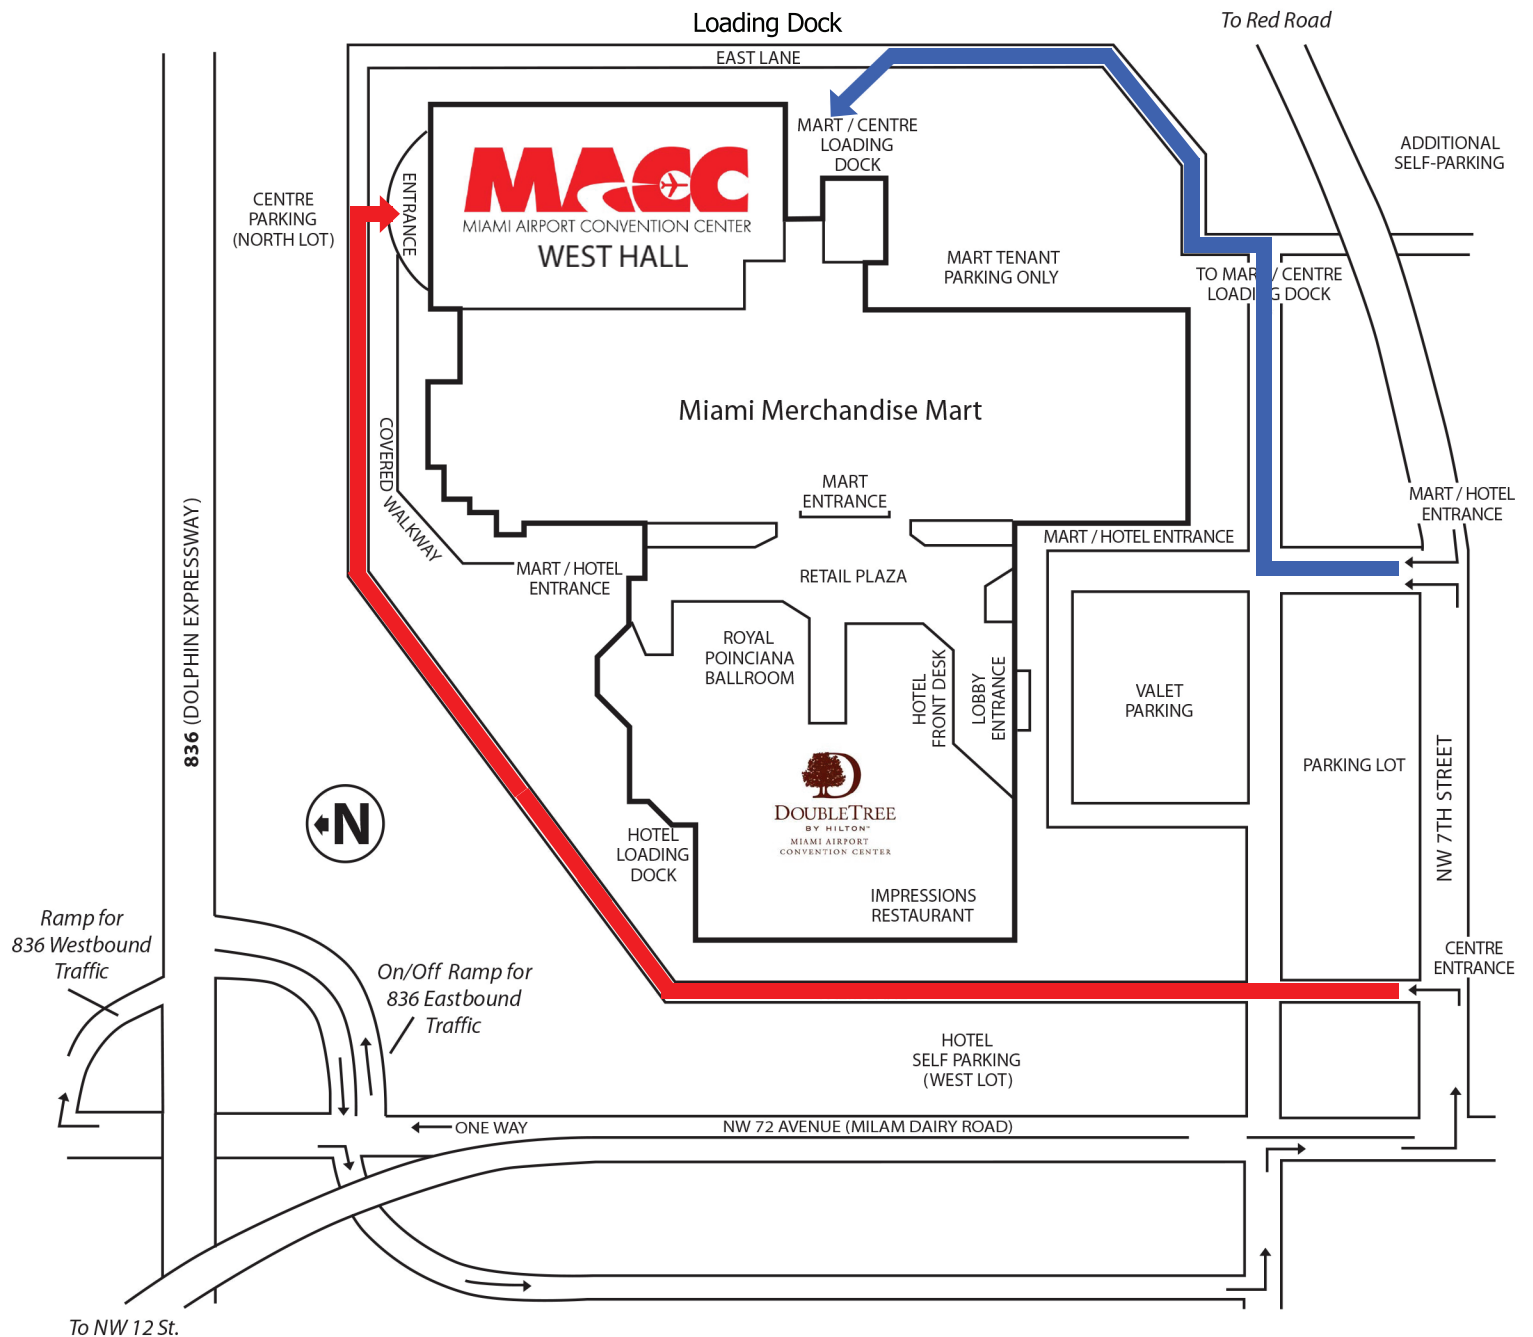 Loading Dock
To Red Road
EAST LANE
MART / CENTRE
LOADING
DOCK
ADDITIONAL
SELF-PARKING
MACC
MIAMI AIRPORT CONVENTION CENTER
WEST HALL
ENTRANCE
CENTRE
PARKING
(NORTH LOT)
MART TENANT
PARKING ONLY
TO MART / CENTRE
LOADING DOCK
Miami Merchandise Mart
COVERED WALKWAY
MART
ENTRANCE
MART / HOTEL
ENTRANCE
MART / HOTEL ENTRANCE
MART / HOTEL
ENTRANCE
RETAIL PLAZA
836 (DOLPHIN EXPRESSWAY)
ROYAL
POINCIANA
BALLROOM
HOTEL
FRONT DESK
LOBBY
ENTRANCE
VALET
PARKING
PARKING LOT
NW 7TH STREET
N
DOUBLETREE
BY HILTON™
MIAMI AIRPORT
CONVENTION CENTER
HOTEL
LOADING
DOCK
IMPRESSIONS
RESTAURANT
Ramp for
836 Westbound
Traffic
On/Off Ramp for
836 Eastbound
Traffic
CENTRE
ENTRANCE
HOTEL
SELF PARKING
(WEST LOT)
ONE WAY
NW 72 AVENUE (MILAM DAIRY ROAD)
To NW 12 St.